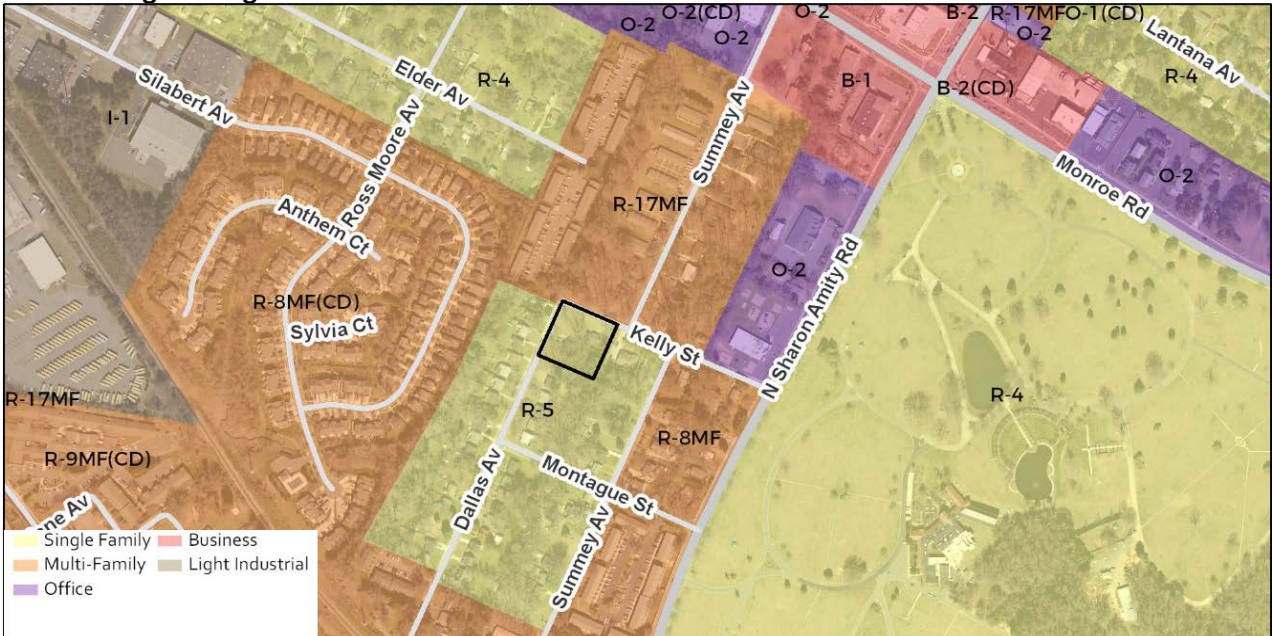 O-2(CD)
O-2
B-2
R-17MF
O-1(CD)
O-2
O-2
O-2
Lantana Av
R-4
Elder Av
R-4
B-1
B-2(CD)
Silabert Av
I-1
Ross Moore Av
Summey Av
Monroe Rd
O-2
R-17MF
Anthem Ct
O-2
N Sharon Amity Rd
R-8MF(CD)
Sylvia Ct
Kelly St
R-17MF
R-4
R-5
R-8MF
R-9MF(CD)
Dallas Av
Montague St
ne Av
Summey Av
Single Family
Business
Multi-Family
Light Industrial
Office